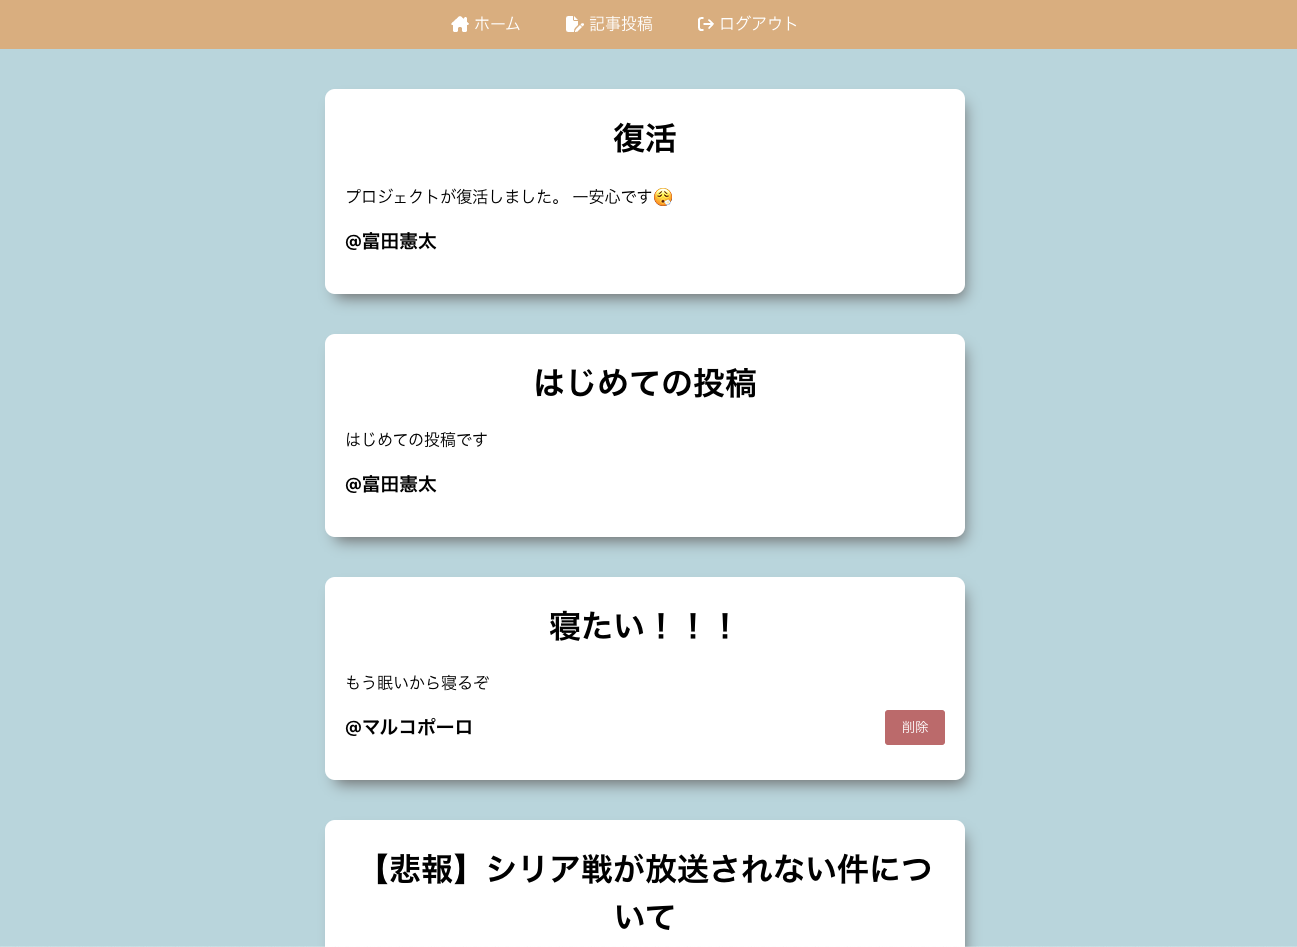 ホーム 記事投稿 ログアウト
復活
プロジェクトが復活しました。 一安心です😮‍💨
@富田憲太
はじめての投稿
はじめての投稿です
@富田憲太
寝たい！！！
もう眠いから寝るぞ
@マルコポーロ 削除
【悲報】シリア戦が放送されない件につ
いて